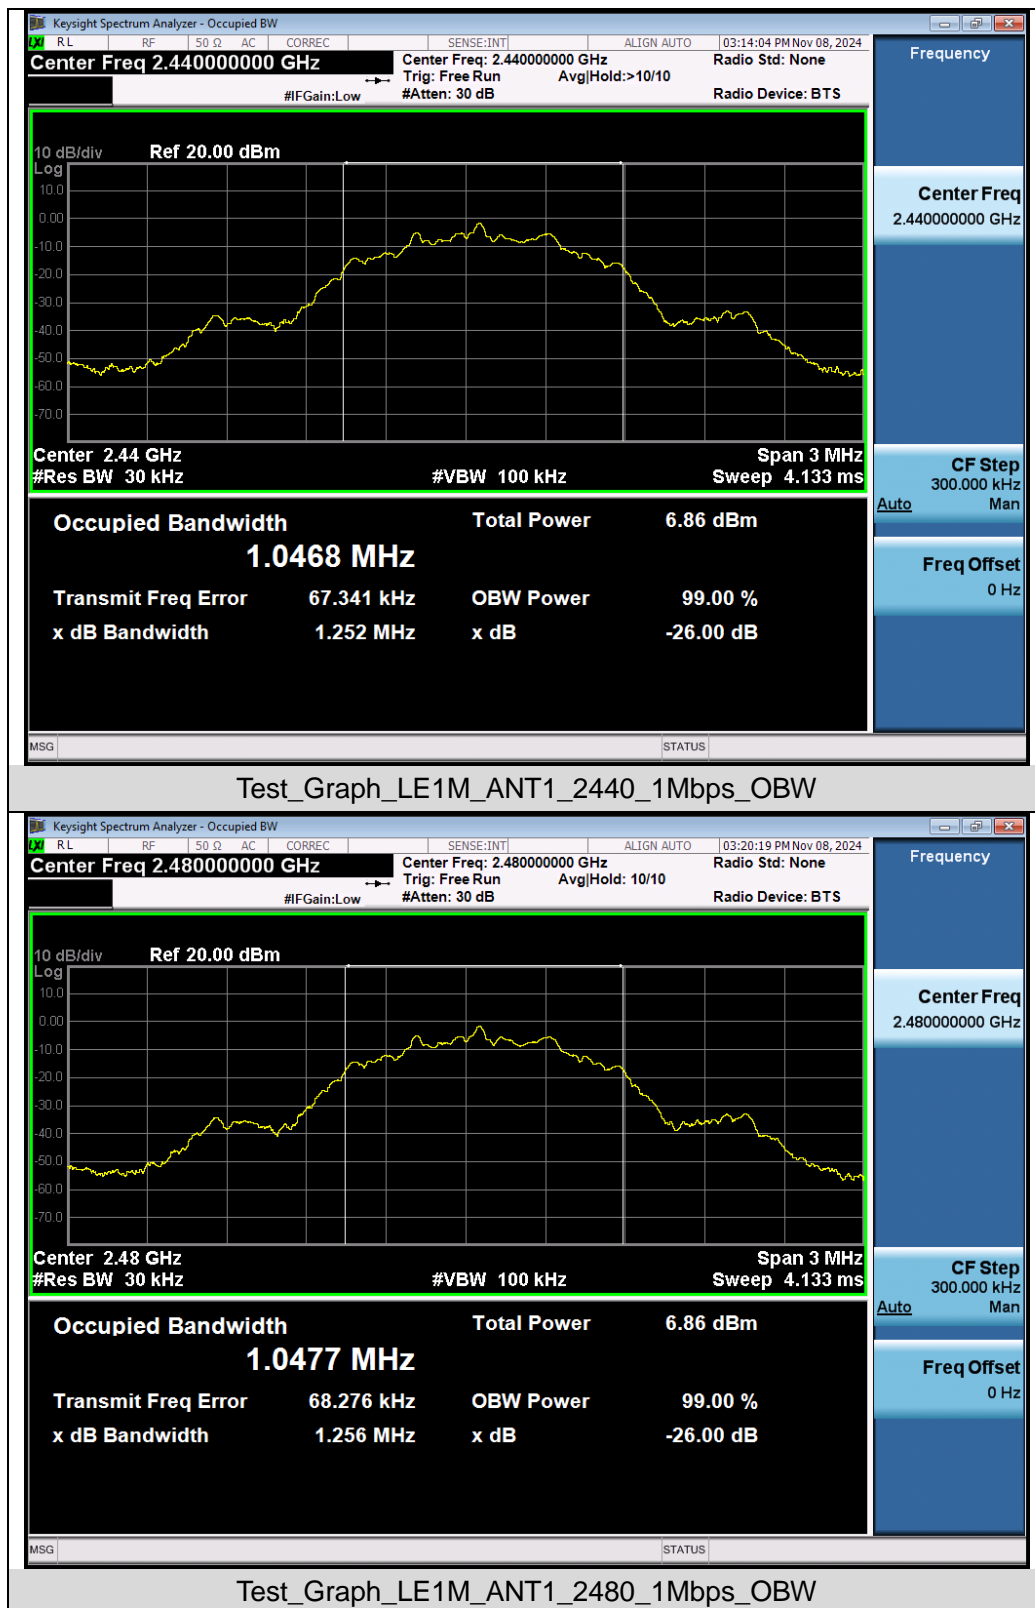 Keysight Spectrum Analyzer - Occupied BW
LXI RL RF 50 Ω AC CORREC SENSE:INT ALIGN AUTO 03:14:04 PM Nov 08, 2024
Center Freq 2.440000000 GHz
Center Freq: 2.440000000 GHz
Radio Std: None
Trig: Free Run Avg|Hold:>10/10
#IFGain:Low #Atten: 30 dB Radio Device: BTS
Frequency
10 dB/div Ref 20.00 dBm
Log
10.0
0.00
-10.0
-20.0
-30.0
-40.0
-50.0
-60.0
-70.0
Center 2.44 GHz Span 3 MHz
#Res BW 30 kHz #VBW 100 kHz Sweep 4.133 ms
Center Freq
2.440000000 GHz
CF Step
300.000 kHz
Auto Man
Freq Offset
0 Hz
Occupied Bandwidth Total Power 6.86 dBm
1.0468 MHz
Transmit Freq Error 67.341 kHz OBW Power 99.00 %
x dB Bandwidth 1.252 MHz x dB -26.00 dB
MSG STATUS
Test_Graph_LE1M_ANT1_2440_1Mbps_OBW
Keysight Spectrum Analyzer - Occupied BW
LXI RL RF 50 Ω AC CORREC SENSE:INT ALIGN AUTO 03:20:19 PM Nov 08, 2024
Center Freq 2.480000000 GHz
Center Freq: 2.480000000 GHz
Radio Std: None
Trig: Free Run Avg|Hold: 10/10
#IFGain:Low #Atten: 30 dB Radio Device: BTS
Frequency
10 dB/div Ref 20.00 dBm
Log
10.0
0.00
-10.0
-20.0
-30.0
-40.0
-50.0
-60.0
-70.0
Center 2.48 GHz Span 3 MHz
#Res BW 30 kHz #VBW 100 kHz Sweep 4.133 ms
Center Freq
2.480000000 GHz
CF Step
300.000 kHz
Auto Man
Freq Offset
0 Hz
Occupied Bandwidth Total Power 6.86 dBm
1.0477 MHz
Transmit Freq Error 68.276 kHz OBW Power 99.00 %
x dB Bandwidth 1.256 MHz x dB -26.00 dB
MSG STATUS
Test_Graph_LE1M_ANT1_2480_1Mbps_OBW